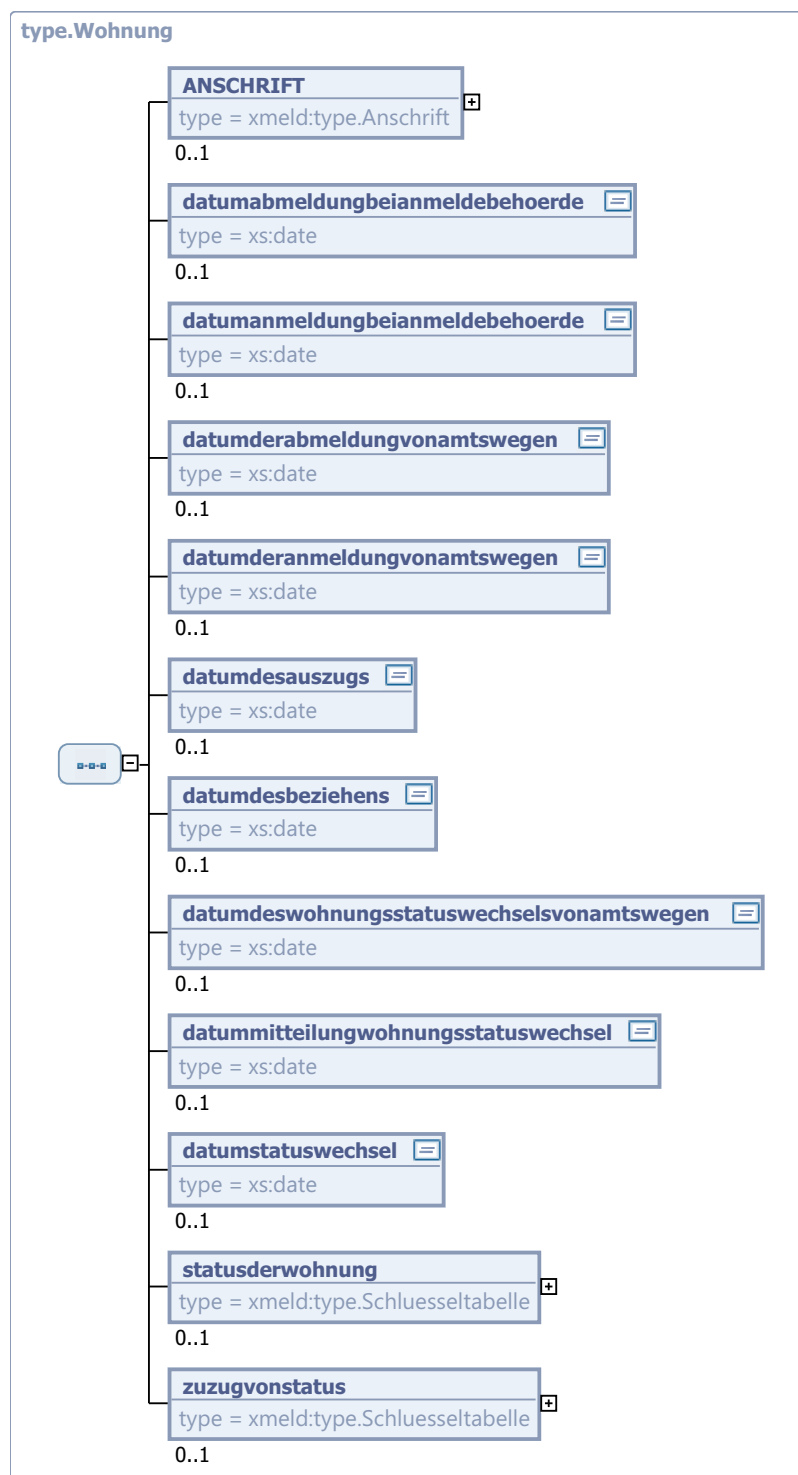 type.Wohnung
ANSCHRIFT
type = xmeld:type.Anschrift
0..1
datumabmeldungbeianmeldebehoerde
type = xs:date
0..1
datumanmeldungbeianmeldebehoerde
type = xs:date
0..1
datumderabmeldungvonamtswegen
type = xs:date
0..1
datumderanmeldungvonamtswegen
type = xs:date
0..1
datumdesauszugs
type = xs:date
0..1
datumdesbeziehens
type = xs:date
0..1
datumdeswohnungsstatuswechselsvonamtswegen
type = xs:date
0..1
datummitteilungwohnungsstatuswechsel
type = xs:date
0..1
datumstatuswechsel
type = xs:date
0..1
statusderwohnung
type = xmeld:type.Schluesseltabelle
0..1
zuzugvonstatus
type = xmeld:type.Schluesseltabelle
0..1